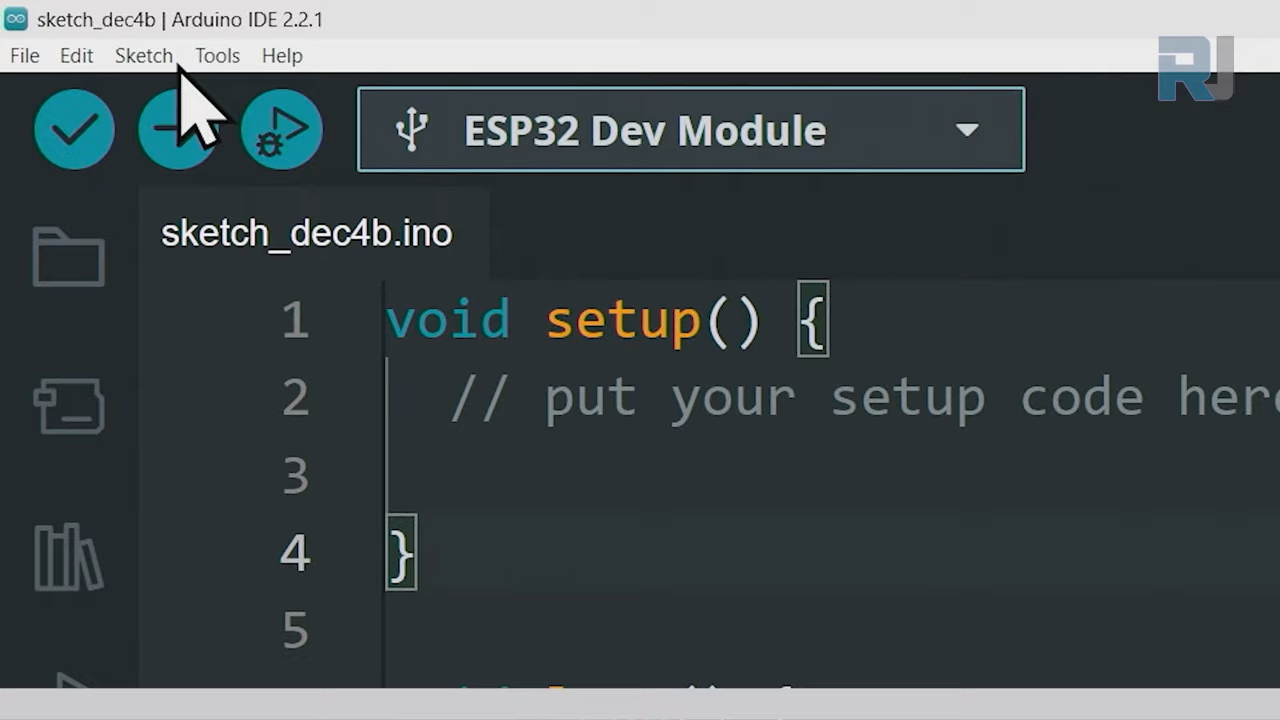 sketch_dec4b | Arduino IDE 2.2.1
File Edit Sketch Tools Help
RJ
ESP32 Dev Module
sketch_dec4b.ino
1 void setup() {
2 // put your setup code here
3
4 }
5